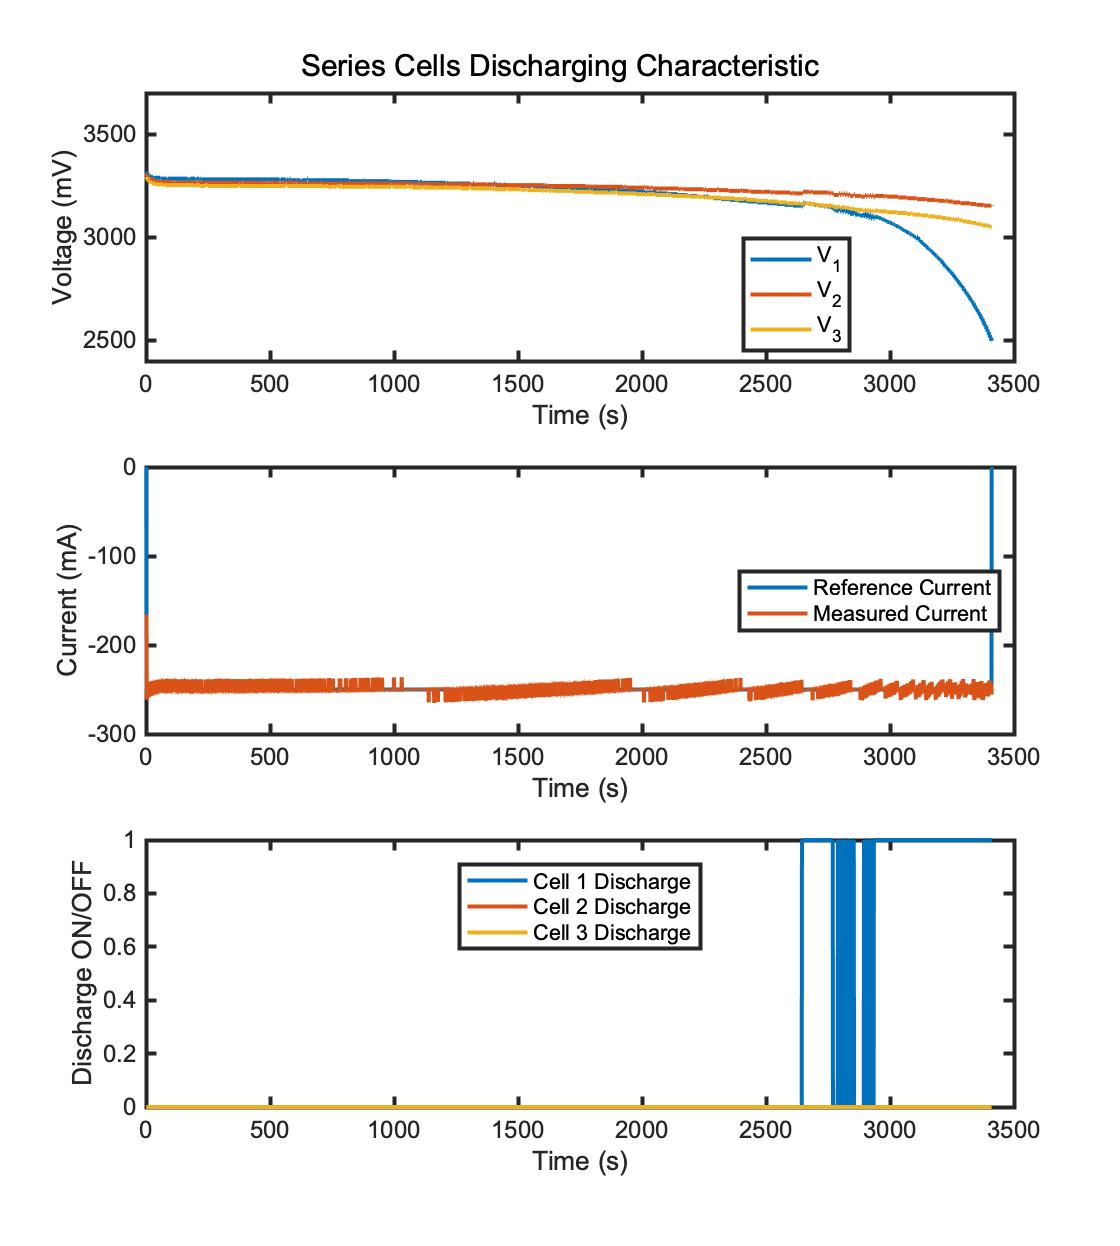 Series Cells Discharging Characteristic
Voltage (mV)
3500
3000
2500
V1
V2
V3
0 500 1000 1500 2000 2500 3000 3500
Time (s)
Current (mA)
0
-100
-200
-300
Reference Current
Measured Current
0 500 1000 1500 2000 2500 3000 3500
Time (s)
Discharge ON/OFF
1
0.8
0.6
0.4
0.2
0
Cell 1 Discharge
Cell 2 Discharge
Cell 3 Discharge
0 500 1000 1500 2000 2500 3000 3500
Time (s)